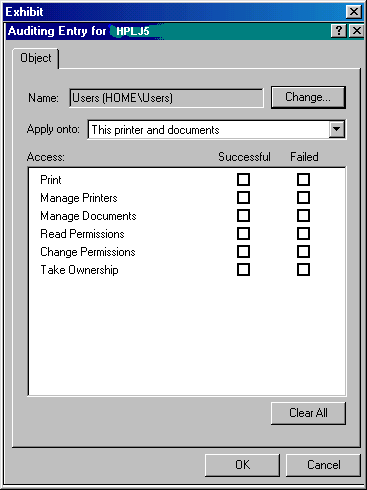 Exhibit
Auditing Entry for HPLJ5
Object
Name: Users (HOME\Users) Change...
Apply onto: This printer and documents
Access: Successful Failed
Print
Manage Printers
Manage Documents
Read Permissions
Change Permissions
Take Ownership
Clear All
OK Cancel